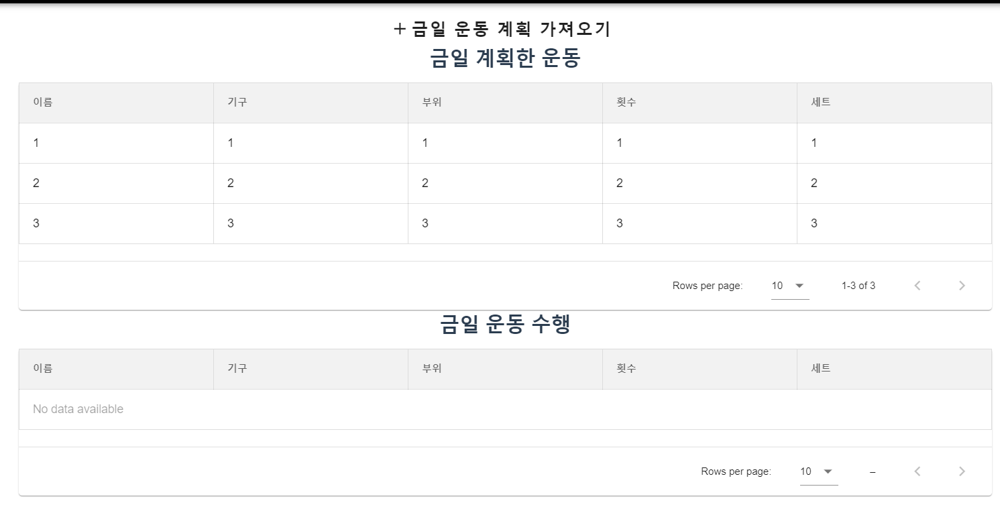 + 금일 운동 계획 가져오기
금일 계획한 운동
이름 기구 부위 횟수 세트
1 1 1 1 1
2 2 2 2 2
3 3 3 3 3
Rows per page: 10 1-3 of 3
금일 운동 수행
이름 기구 부위 횟수 세트
No data available
Rows per page: 10 –